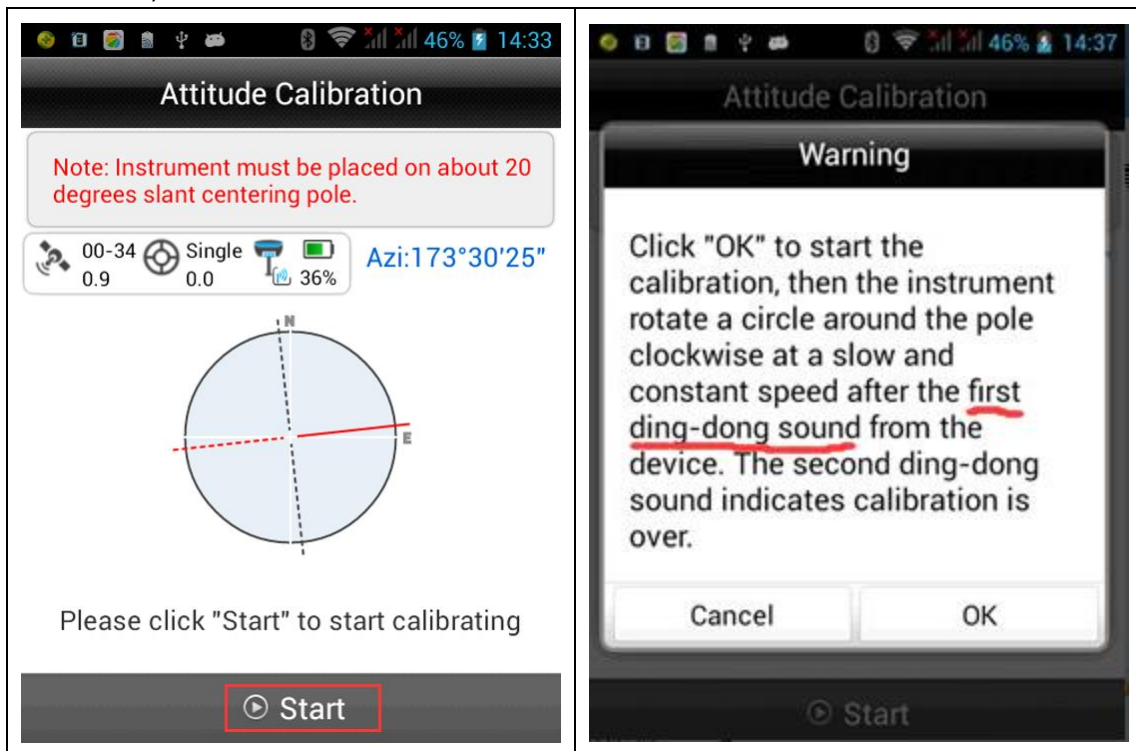 46% 14:33
Attitude Calibration
Note: Instrument must be placed on about 20
degrees slant centering pole.
00-34 Single Azi:173°30'25"
0.9 0.0 36%
N
E
Please click "Start" to start calibrating
Start
46% 14:37
Attitude Calibration
Warning
Click "OK" to start the
calibration, then the instrument
rotate a circle around the pole
clockwise at a slow and
constant speed after the first
ding-dong sound from the
device. The second ding-dong
sound indicates calibration is
over.
Cancel OK
Start